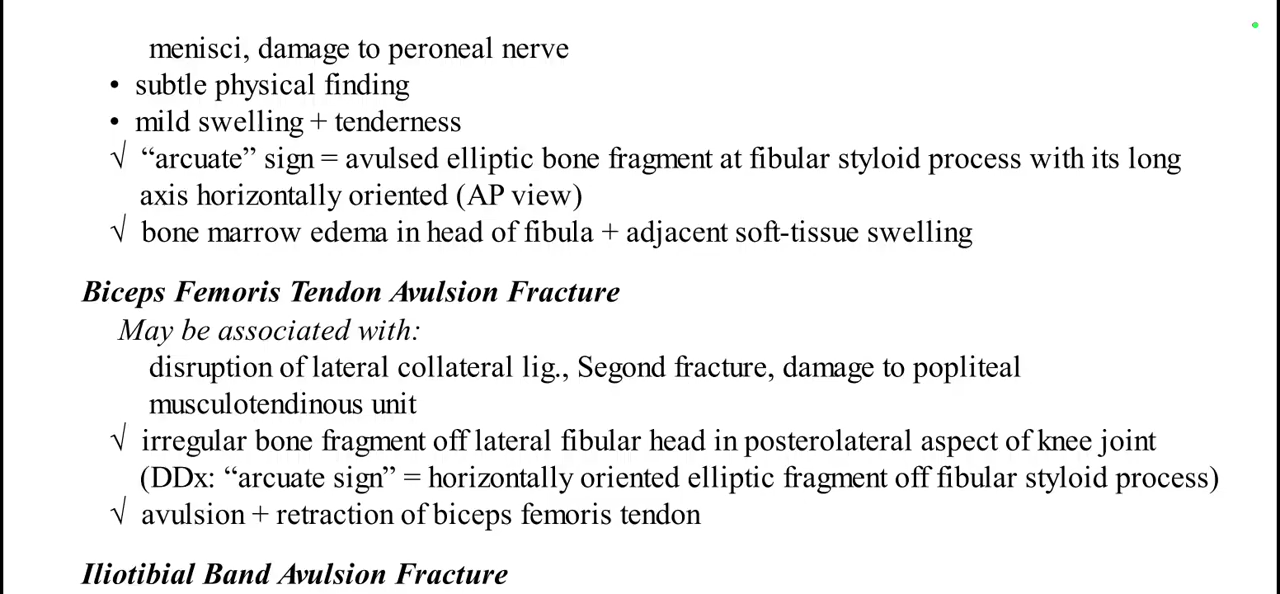 menisci, damage to peroneal nerve
• subtle physical finding
• mild swelling + tenderness
√ “arcuate” sign = avulsed elliptic bone fragment at fibular styloid process with its long
axis horizontally oriented (AP view)
√ bone marrow edema in head of fibula + adjacent soft-tissue swelling
Biceps Femoris Tendon Avulsion Fracture
May be associated with:
disruption of lateral collateral lig., Segond fracture, damage to popliteal
musculotendinous unit
√ irregular bone fragment off lateral fibular head in posterolateral aspect of knee joint
(DDx: “arcuate sign” = horizontally oriented elliptic fragment off fibular styloid process)
√ avulsion + retraction of biceps femoris tendon
Iliotibial Band Avulsion Fracture